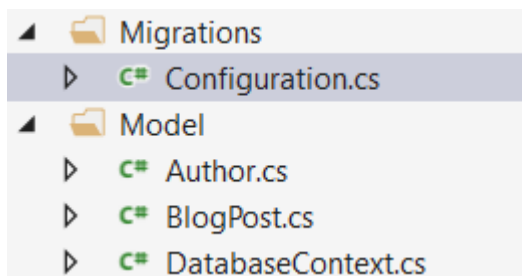 Migrations
C# Configuration.cs
Model
C# Author.cs
C# BlogPost.cs
C# DatabaseContext.cs